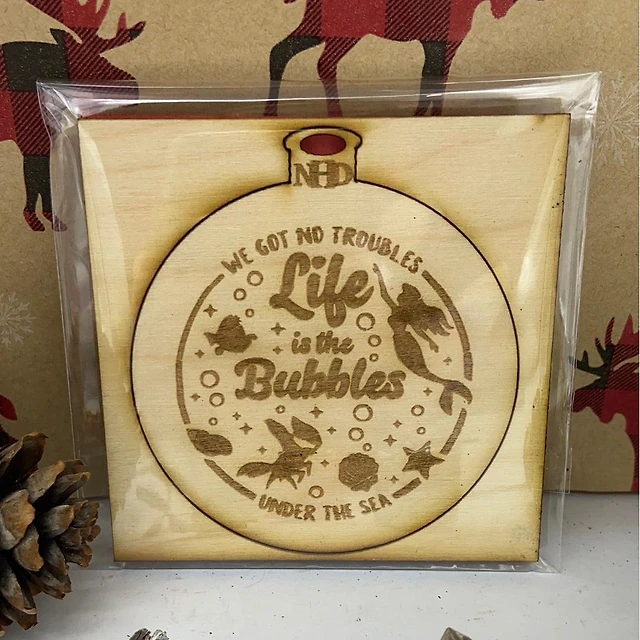 NHD
WE GOT NO TROUBLES
Life
is the
Bubbles
UNDER THE SEA